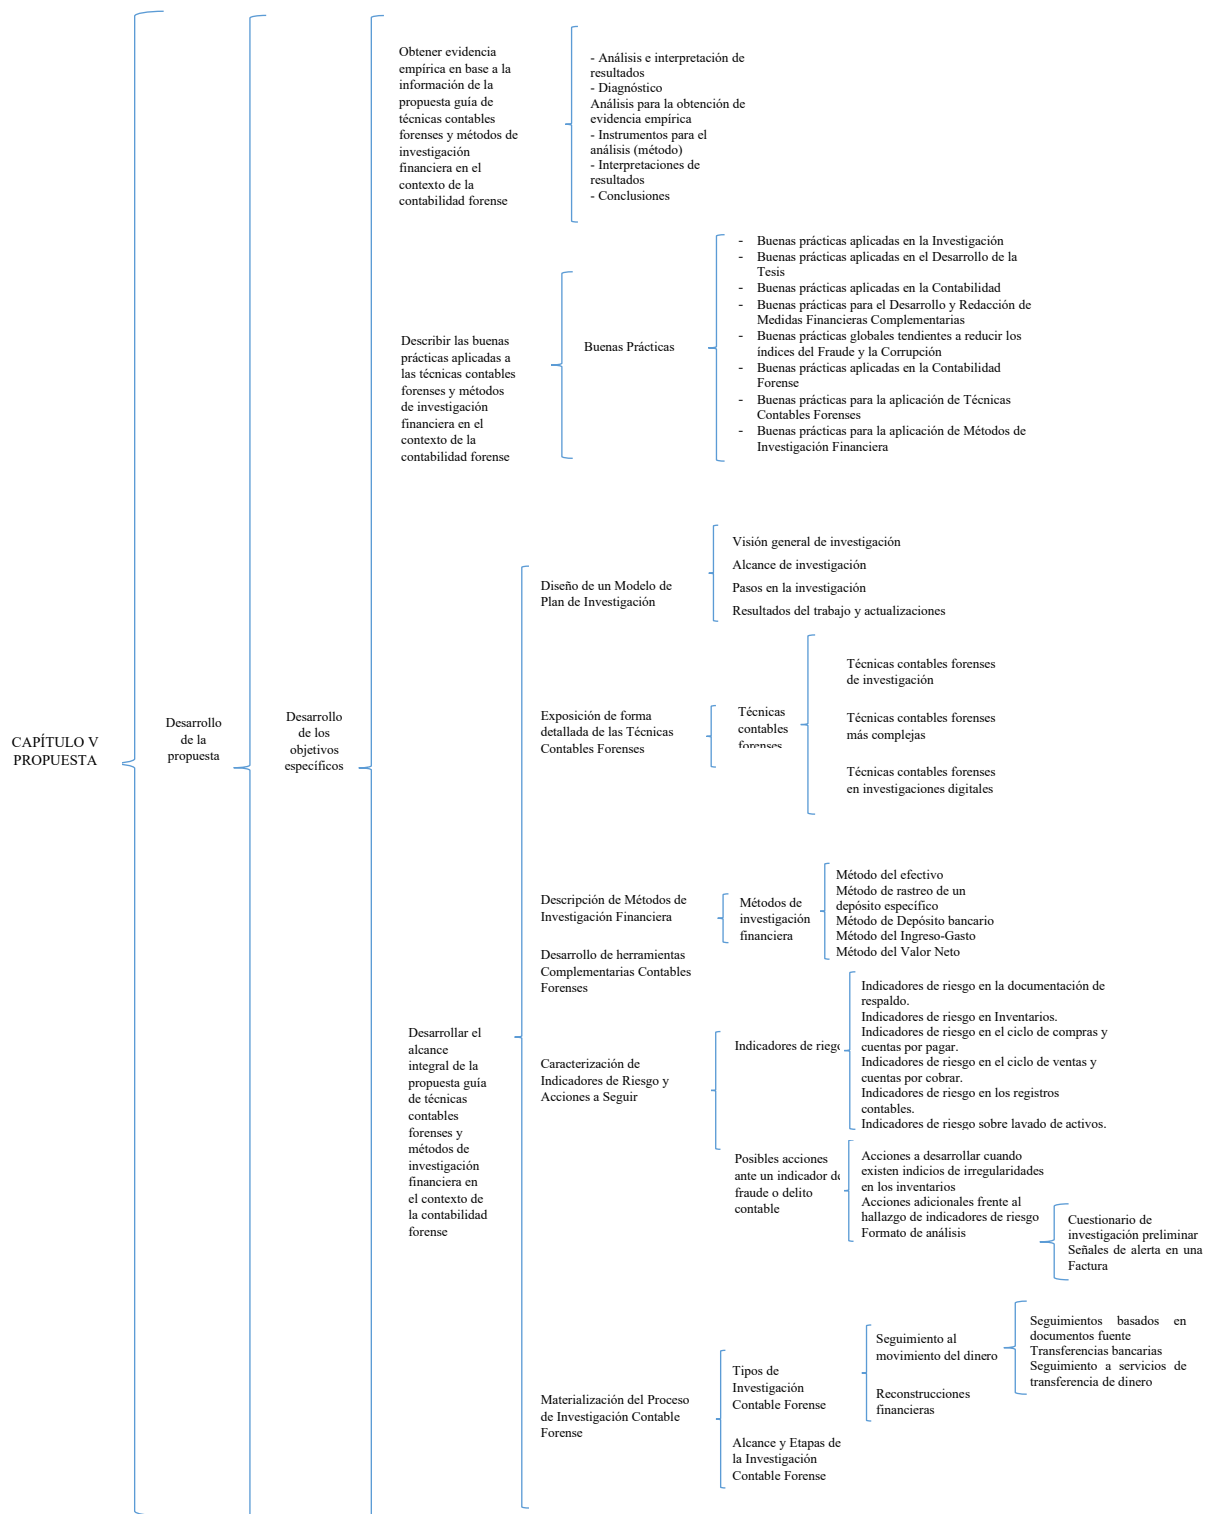 CAPÍTULO V
PROPUESTA
Desarrollo
de la
propuesta
Desarrollo
de los
objetivos
específicos
Obtener evidencia
empírica en base a la
información de la
propuesta guía de
técnicas contables
forenses y métodos de
investigación
financiera en el
contexto de la
contabilidad forense
- Análisis e interpretación de
resultados
- Diagnóstico
Análisis para la obtención de
evidencia empírica
- Instrumentos para el
análisis (método)
- Interpretaciones de
resultados
- Conclusiones
Describir las buenas
prácticas aplicadas a
las técnicas contables
forenses y métodos
de investigación
financiera en el
contexto de la
contabilidad forense
Buenas Prácticas
- Buenas prácticas aplicadas en la Investigación
- Buenas prácticas aplicadas en el Desarrollo de la
Tesis
- Buenas prácticas aplicadas en la Contabilidad
- Buenas prácticas para el Desarrollo y Redacción de
Medidas Financieras Complementarias
- Buenas prácticas globales tendientes a reducir los
índices del Fraude y la Corrupción
- Buenas prácticas aplicadas en la Contabilidad
Forense
- Buenas prácticas para la aplicación de Técnicas
Contables Forenses
- Buenas prácticas para la aplicación de Métodos de
Investigación Financiera
Desarrollar el
alcance
integral de la
propuesta guía
de técnicas
contables
forenses y
métodos de
investigación
financiera en
el contexto de
la contabilidad
forense
Diseño de un Modelo de
Plan de Investigación
Visión general de investigación
Alcance de investigación
Pasos en la investigación
Resultados del trabajo y actualizaciones
Exposición de forma
detallada de las Técnicas
Contables Forenses
Técnicas
contables
forenses
Técnicas contables forenses
de investigación
Técnicas contables forenses
más complejas
Técnicas contables forenses
en investigaciones digitales
Descripción de Métodos de
Investigación Financiera
Métodos de
investigación
financiera
Método del efectivo
Método de rastreo de un
depósito específico
Método de Depósito bancario
Método del Ingreso-Gasto
Método del Valor Neto
Desarrollo de herramientas
Complementarias Contables
Forenses
Caracterización de
Indicadores de Riesgo y
Acciones a Seguir
Indicadores de riego
Indicadores de riesgo en la documentación de
respaldo.
Indicadores de riesgo en Inventarios.
Indicadores de riesgo en el ciclo de compras y
cuentas por pagar.
Indicadores de riesgo en el ciclo de ventas y
cuentas por cobrar.
Indicadores de riesgo en los registros
contables.
Indicadores de riesgo sobre lavado de activos.
Posibles acciones
ante un indicador de
fraude o delito
contable
Acciones a desarrollar cuando
existen indicios de irregularidades
en los inventarios
Acciones adicionales frente al
hallazgo de indicadores de riesgo
Formato de análisis
Cuestionario de
investigación preliminar
Señales de alerta en una
Factura
Materialización del Proceso
de Investigación Contable
Forense
Tipos de
Investigación
Contable Forense
Seguimiento al
movimiento del dinero
Seguimientos basados en
documentos fuente
Transferencias bancarias
Seguimiento a servicios de
transferencia de dinero
Reconstrucciones
financieras
Alcance y Etapas de
la Investigación
Contable Forense